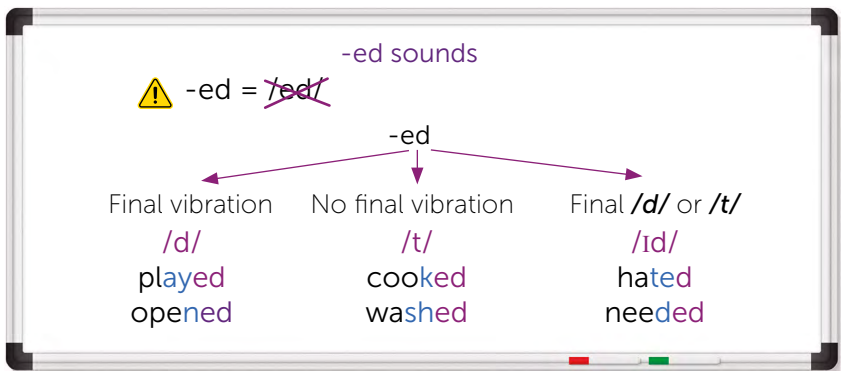 -ed sounds
-ed = /ed/
-ed
Final vibration No final vibration Final /d/ or /t/
/d/ /t/ /ɪd/
played cooked hated
opened washed needed